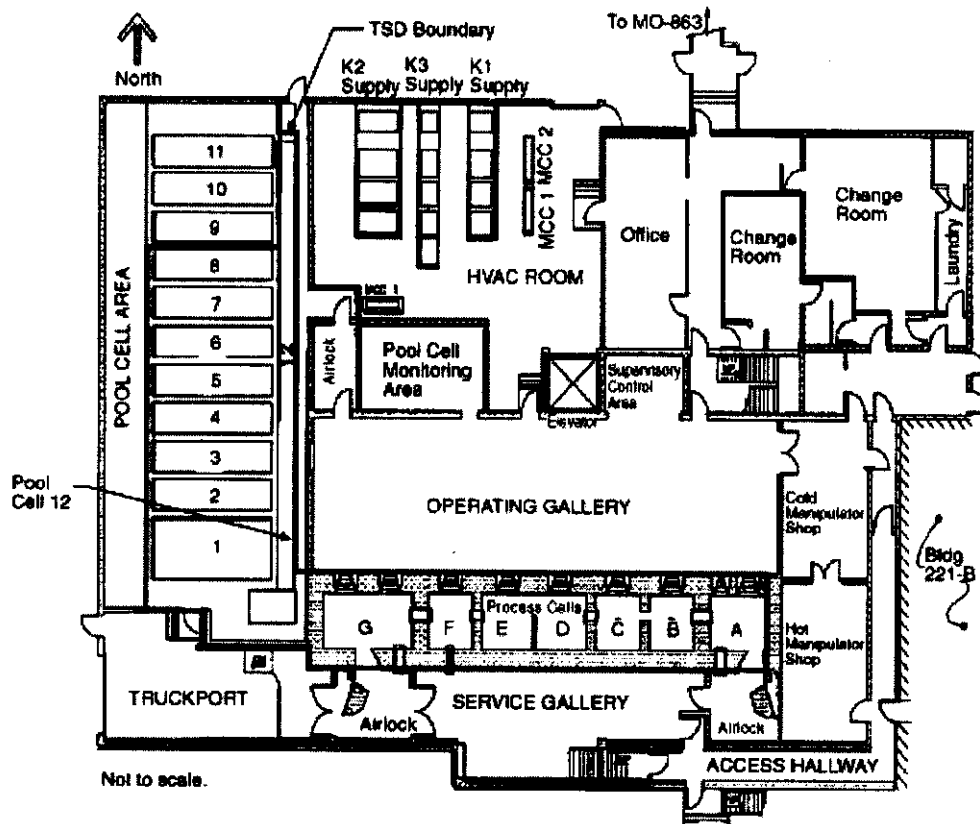 To MO-863
TSD Boundary
North
K2
Supply
K3
Supply
K1
Supply
MCC 2
MCC 1
11
10
9
8
7
6
5
4
3
2
1
POOL CELL AREA
HVAC ROOM
Office
Change
Room
Change
Room
Laundry
Airlock
Pool Cell
Monitoring
Area
Elevator
Supervisory
Control
Area
Pool
Cell 12
OPERATING GALLERY
Cold
Manipulator
Shop
Bldg
221-B
Process Cells
G
F
E
D
C
B
A
Hot
Manipulator
Shop
TRUCKPORT
Airlock
SERVICE GALLERY
Airlock
ACCESS HALLWAY
Not to scale.